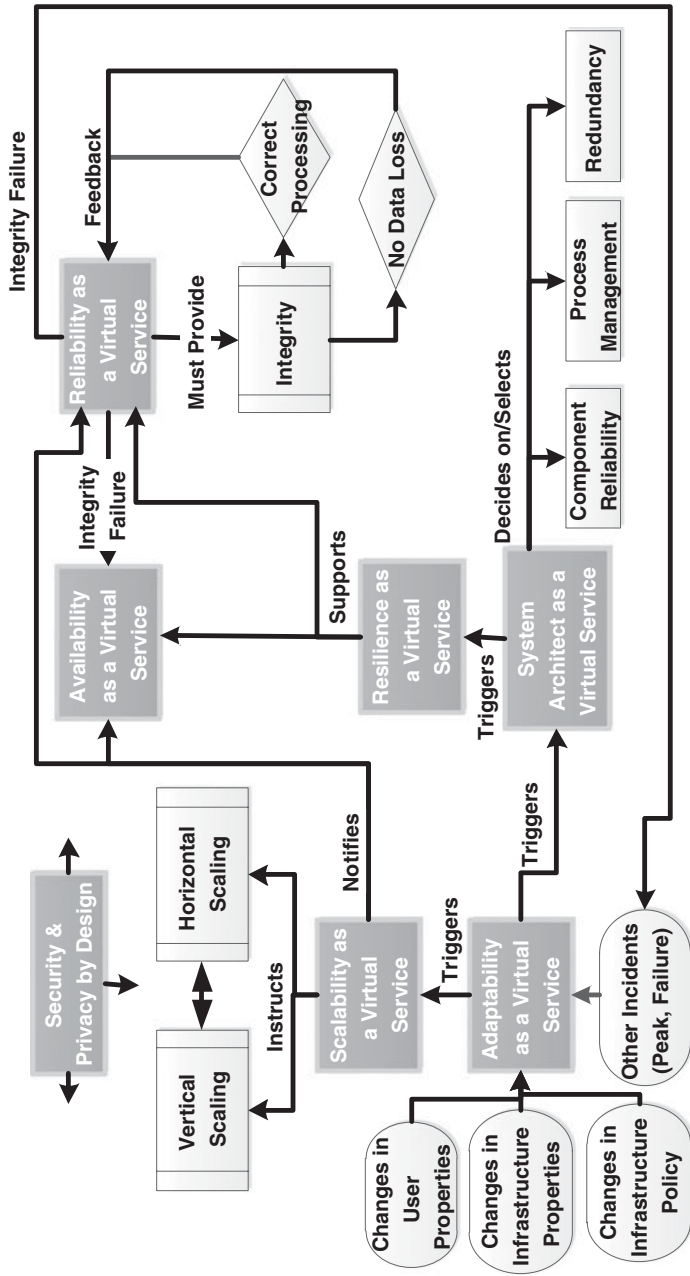 Security &
Privacy by Design
Vertical
Scaling
Horizontal
Scaling
Instructs
Notifies
Scalability as
a Virtual
Service
Triggers
Adaptability
as a Virtual
Service
Changes in
User
Properties
Changes in
Infrastructure
Properties
Changes in
Infrastructure
Policy
Other Incidents
(Peak, Failure)
Triggers
Availability
as a Virtual
Service
Integrity
Failure
Reliability as
a Virtual
Service
Integrity Failure
Feedback
Must Provide
Integrity
Correct
Processing
No Data Loss
Supports
Resilience as
a Virtual
Service
Triggers
System
Architect as a
Virtual Service
Decides on/Selects
Component
Reliability
Process
Management
Redundancy